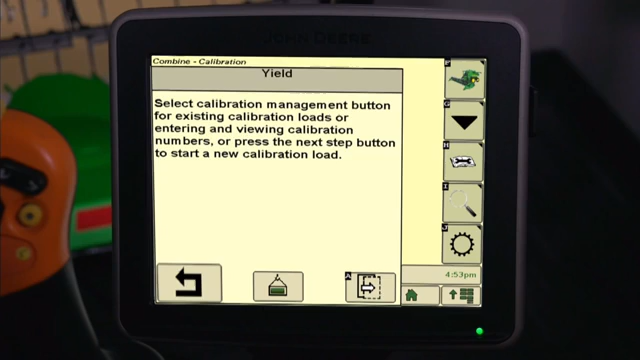 JOHN DEERE
Combine - Calibration
Yield
Select calibration management button
for existing calibration loads or
entering and viewing calibration
numbers, or press the next step button
to start a new calibration load.
F
G
H
I
J
A
4:53pm